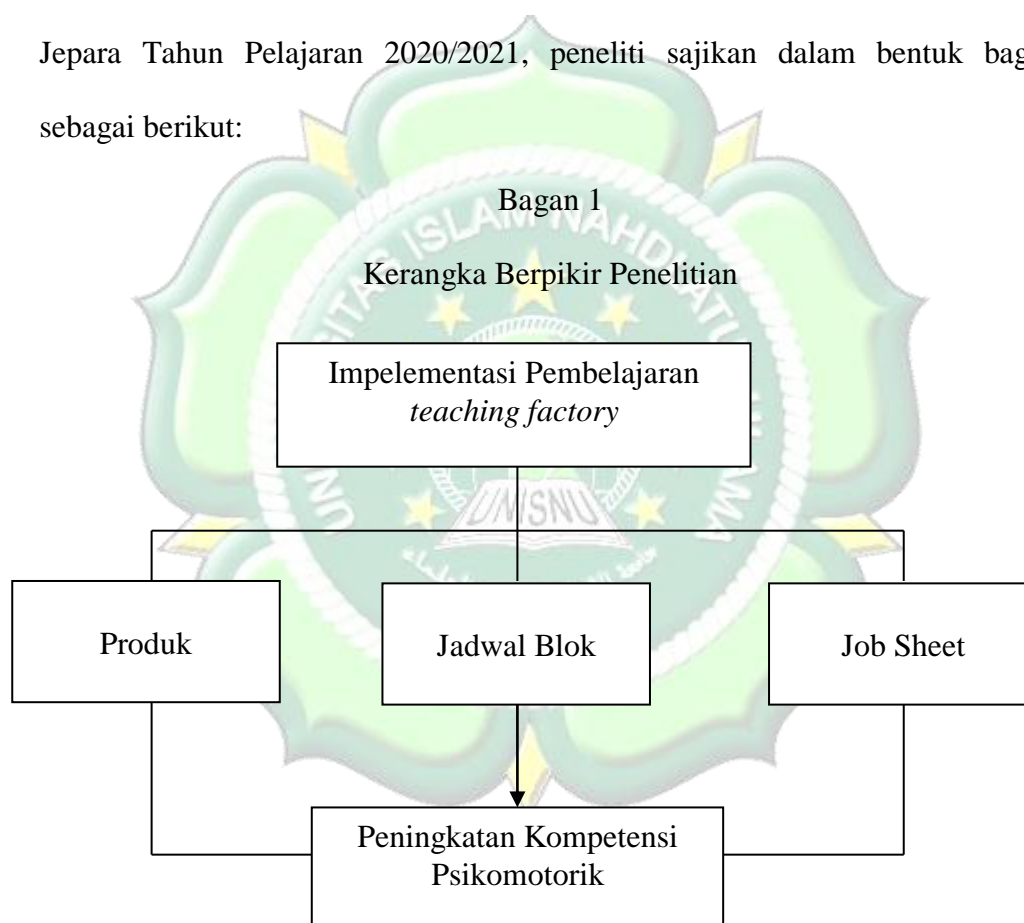 Jepara Tahun Pelajaran 2020/2021, peneliti sajikan dalam bentuk bag
sebagai berikut:
Bagan 1
Kerangka Berpikir Penelitian
Impelementasi Pembelajaran
teaching factory
Produk
Jadwal Blok
Job Sheet
Peningkatan Kompetensi
Psikomotorik
UNISNU